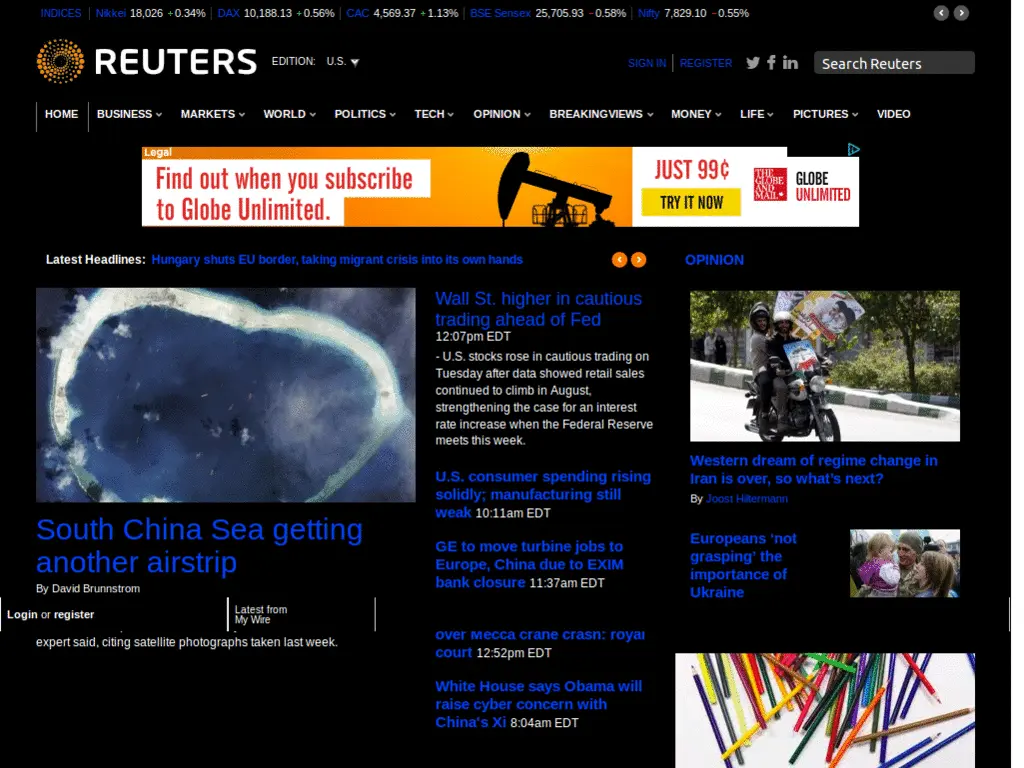 INDICES Nikkei 18,026 +0.34% DAX 10,188.13 +0.56% CAC 4,569.37 +1.13% BSE Sensex 25,705.93 −0.58% Nifty 7,829.10 −0.55%
REUTERS EDITION: U.S. SIGN IN REGISTER Search Reuters
HOME BUSINESS MARKETS WORLD POLITICS TECH OPINION BREAKINGVIEWS MONEY LIFE PICTURES VIDEO
Legal
Find out when you subscribe
to Globe Unlimited.
JUST 99¢
TRY IT NOW
THE GLOBE AND MAIL
GLOBE
UNLIMITED
Latest Headlines: Hungary shuts EU border, taking migrant crisis into its own hands
South China Sea getting
another airstrip
By David Brunnstrom
Login or register
Latest from
My Wire
expert said, citing satellite photographs taken last week.
Wall St. higher in cautious
trading ahead of Fed
12:07pm EDT
- U.S. stocks rose in cautious trading on
Tuesday after data showed retail sales
continued to climb in August,
strengthening the case for an interest
rate increase when the Federal Reserve
meets this week.
U.S. consumer spending rising
solidly; manufacturing still
weak 10:11am EDT
GE to move turbine jobs to
Europe, China due to EXIM
bank closure 11:37am EDT
over Mecca crane crash: royal
court 12:52pm EDT
White House says Obama will
raise cyber concern with
China's Xi 8:04am EDT
OPINION
Western dream of regime change in
Iran is over, so what’s next?
By Joost Hiltermann
Europeans ‘not
grasping’ the
importance of
Ukraine